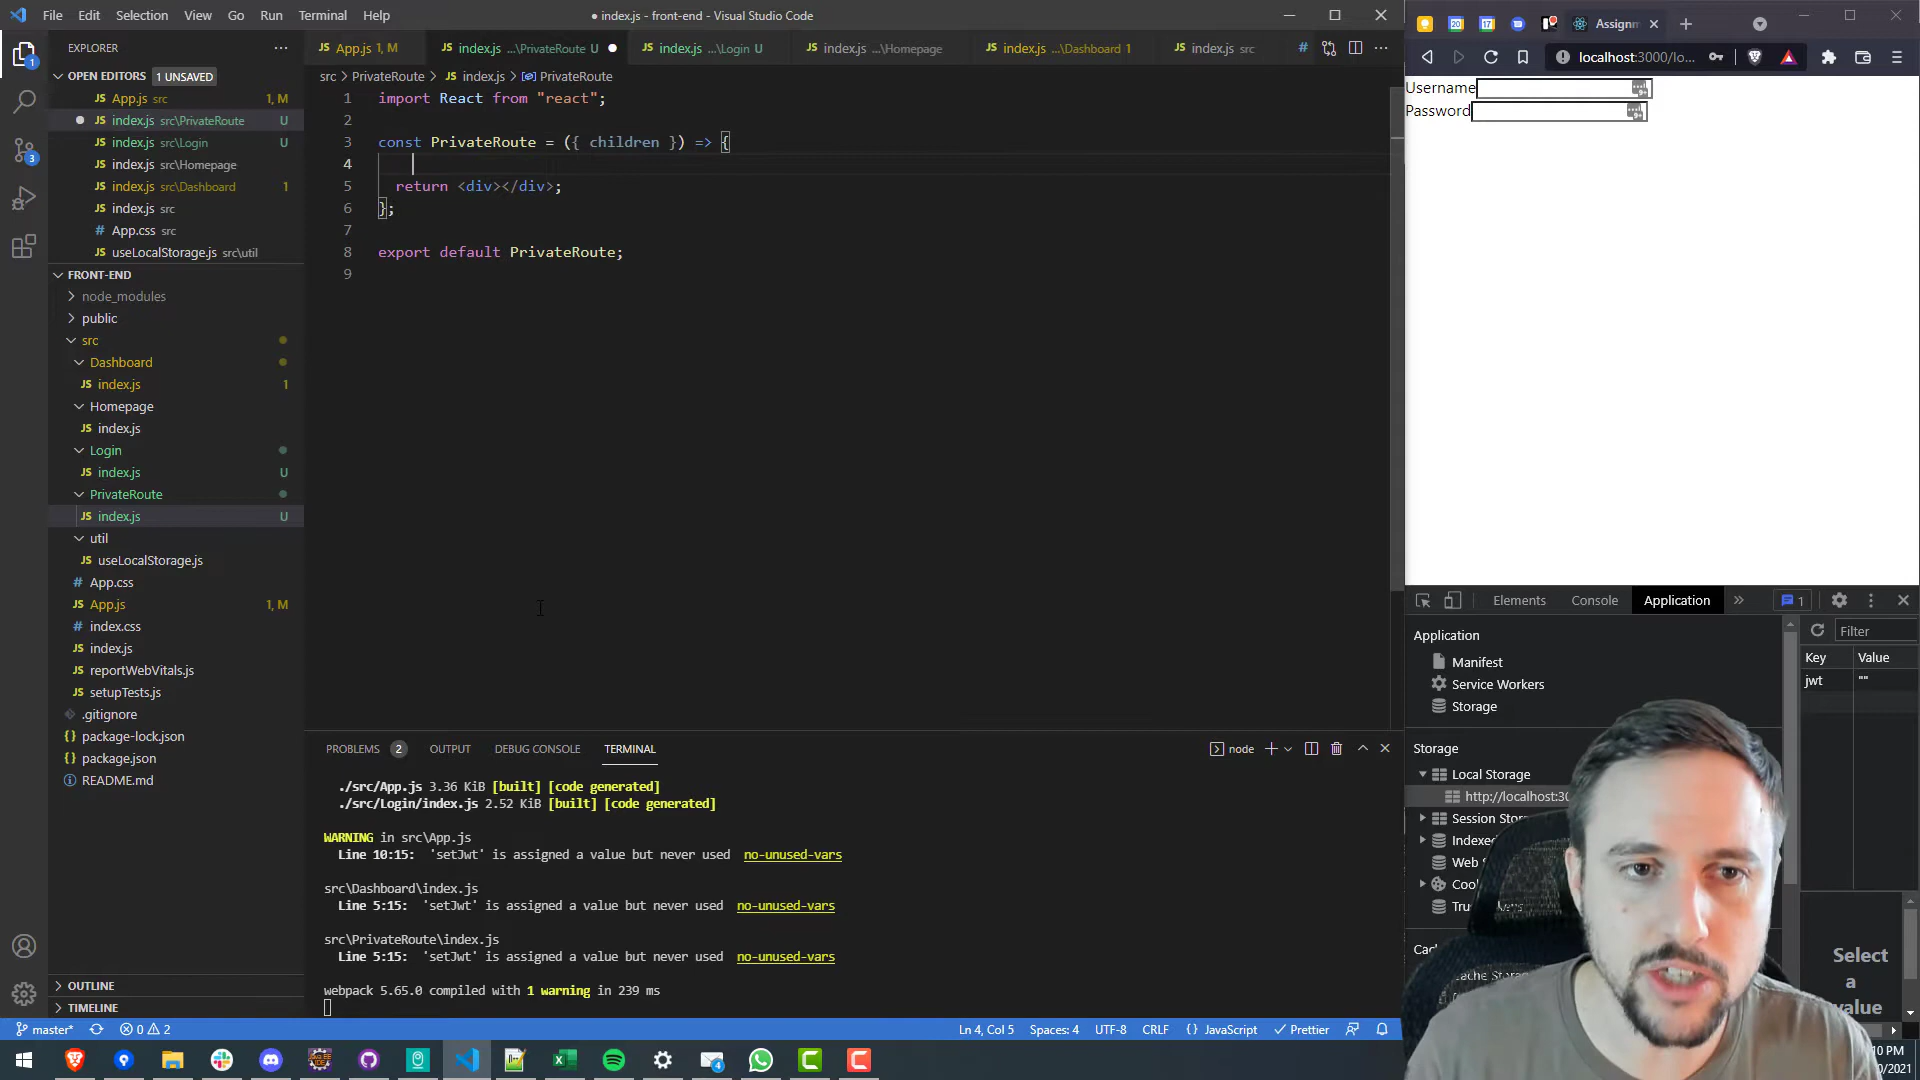 File Edit Selection View Go Run Terminal Help
● index.js - front-end - Visual Studio Code
EXPLORER
OPEN EDITORS 1 UNSAVED
App.js src 1, M
index.js src\PrivateRoute U
index.js src\Login U
index.js src\Homepage
index.js src\Dashboard 1
index.js src
App.css src
useLocalStorage.js src\util
FRONT-END
node_modules
public
src
Dashboard
index.js 1
Homepage
index.js
Login
index.js U
PrivateRoute
index.js U
util
useLocalStorage.js
App.css
App.js 1, M
index.css
index.js
reportWebVitals.js
setupTests.js
.gitignore
package-lock.json
package.json
README.md
OUTLINE
TIMELINE
App.js 1, M
index.js ...\PrivateRoute U ●
index.js ...\Login U
index.js ...\Homepage
index.js ...\Dashboard 1
index.js src
src > PrivateRoute > index.js > PrivateRoute
1 import React from "react";
2
3 const PrivateRoute = ({ children }) => {
4
5 return <div></div>;
6 };
7
8 export default PrivateRoute;
9
PROBLEMS 2 OUTPUT DEBUG CONSOLE TERMINAL
node
./src/App.js 3.36 KiB [built] [code generated]
./src/Login/index.js 2.52 KiB [built] [code generated]
WARNING in src\App.js
Line 10:15: 'setJwt' is assigned a value but never used no-unused-vars
src\Dashboard\index.js
Line 5:15: 'setJwt' is assigned a value but never used no-unused-vars
src\PrivateRoute\index.js
Line 5:15: 'setJwt' is assigned a value but never used no-unused-vars
webpack 5.65.0 compiled with 1 warning in 239 ms
master* 0 2
Ln 4, Col 5 Spaces: 4 UTF-8 CRLF {} JavaScript Prettier
Assignm
localhost:3000/lo...
Username
Password
Elements Console Application » 1
Application
Manifest
Service Workers
Storage
Storage
Local Storage
http://localhost:30
Session Stor
Indexed
Web
Coo
Tru
Cac
Cache Stora
Filter
Key Value
jwt ""
Select
a
value
10 PM
0/2021